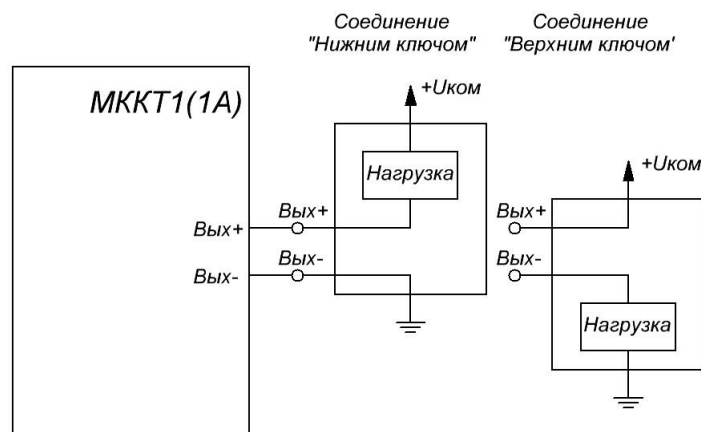 Соединение
"Нижним ключом"
Соединение
"Верхним ключом'
МККТ1(1А)
+Uком
Нагрузка
+Uком
Вых+
Вых+
Вых+
Вых-
Вых-
Вых-
Нагрузка